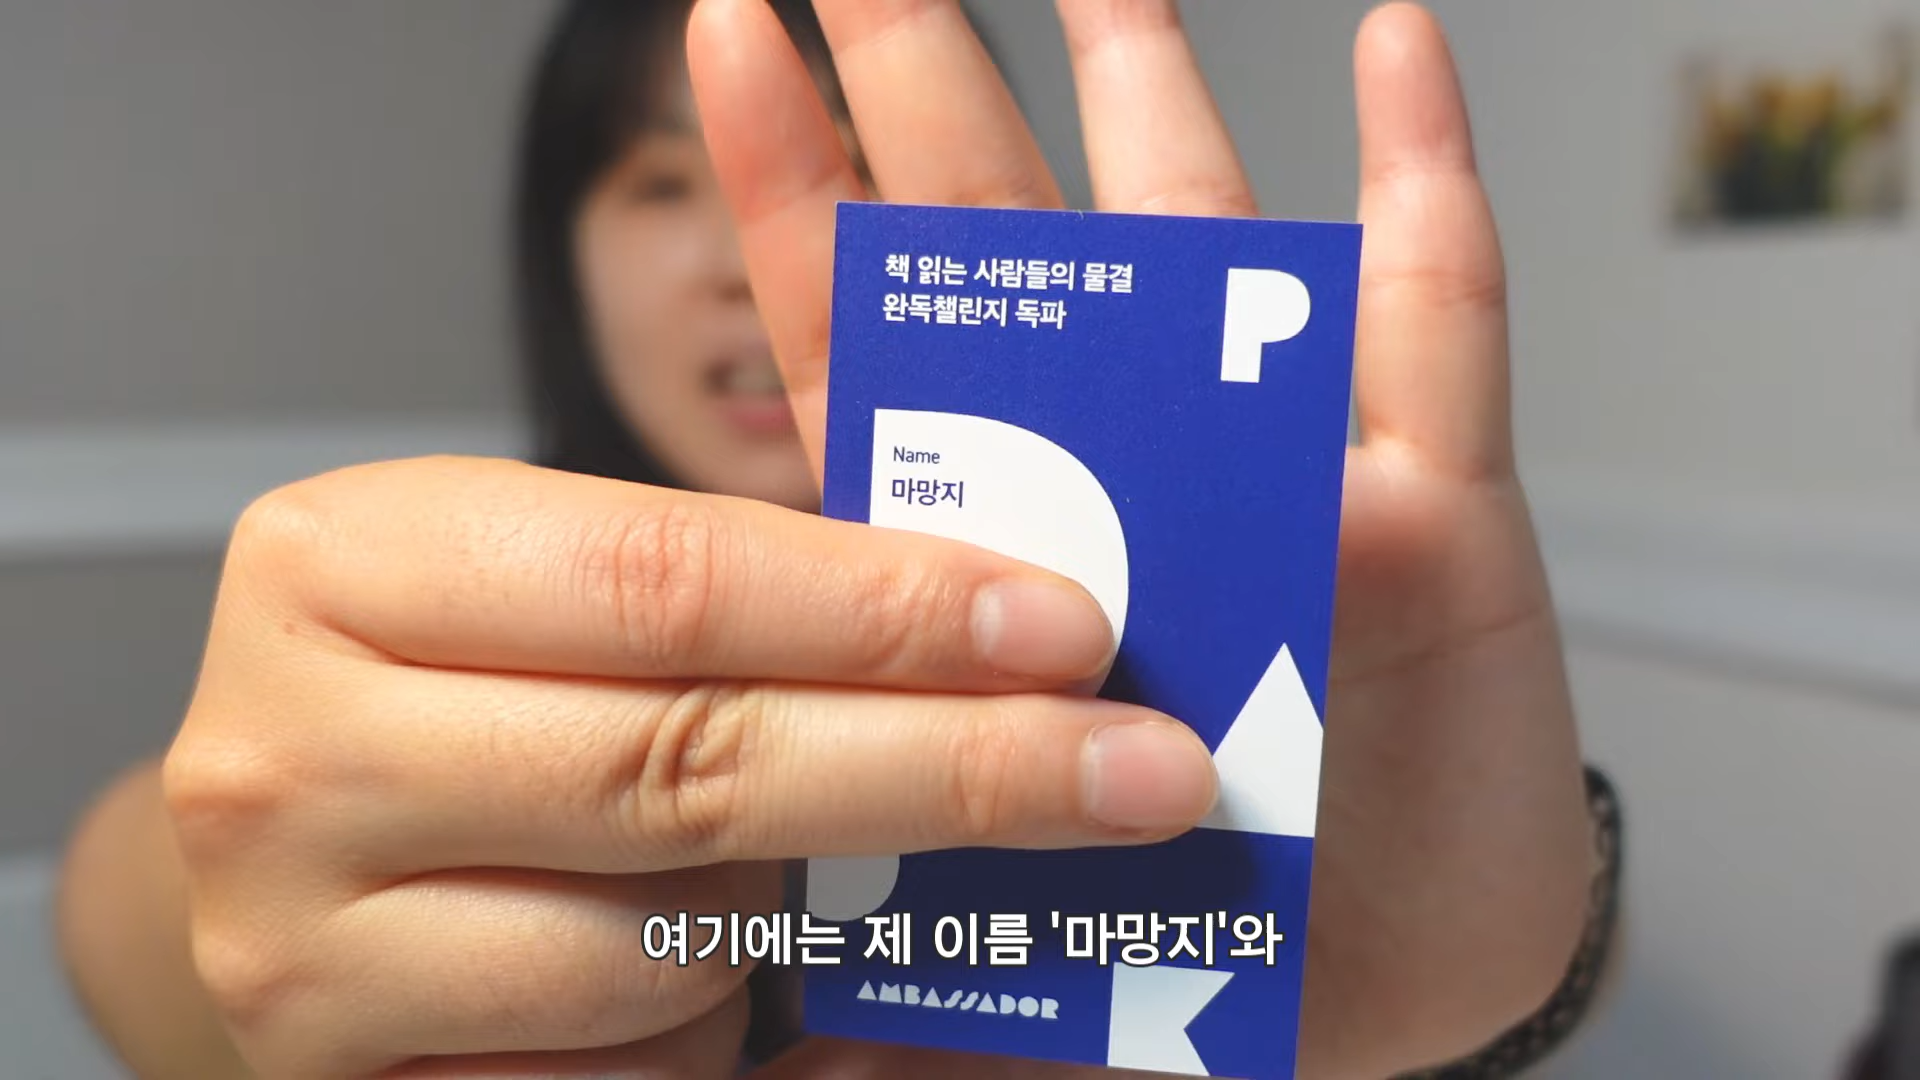 책 읽는 사람들의 물결
완독챌린지 독파
P
Name
마망지
여기에는 제 이름 '마망지'와
AMBASSADOR
K